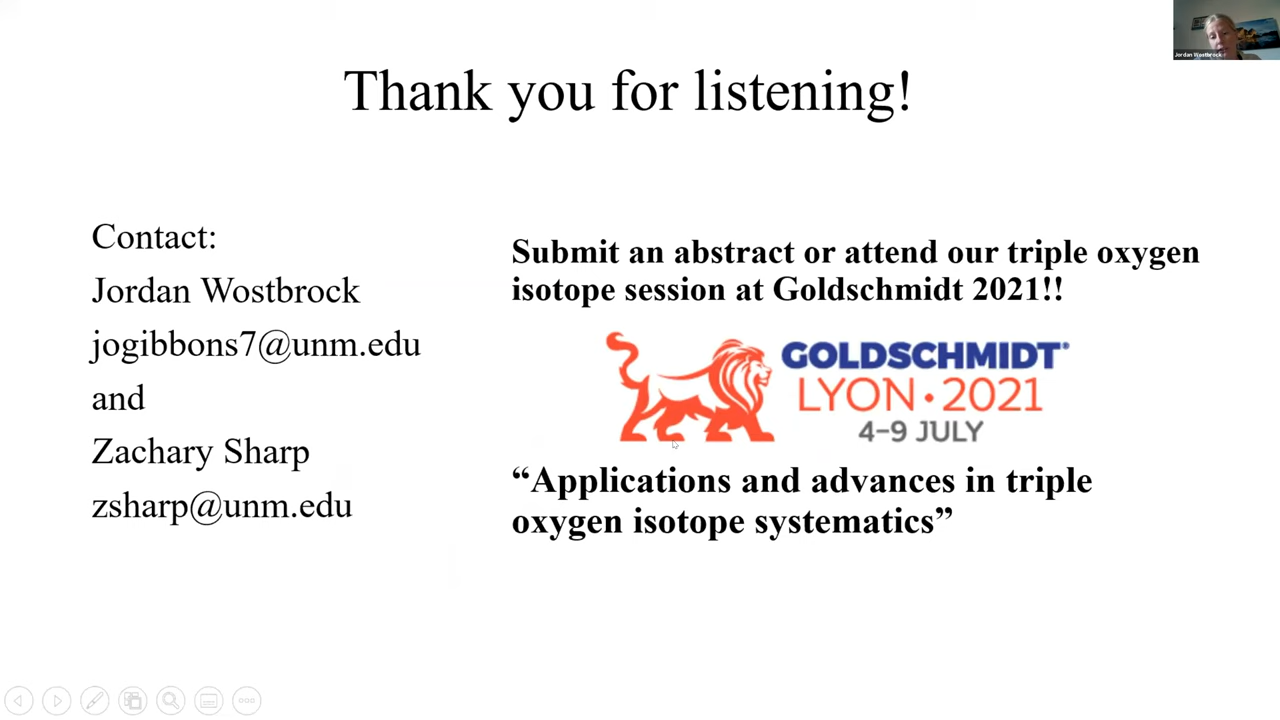 Thank you for listening!
Contact:
Jordan Wostbrock
jogibbons7@unm.edu
and
Zachary Sharp
zsharp@unm.edu
Submit an abstract or attend our triple oxygen
isotope session at Goldschmidt 2021!!
GOLDSCHMIDT®
LYON • 2021
4–9 JULY
“Applications and advances in triple
oxygen isotope systematics”
Jordan Wostbrock